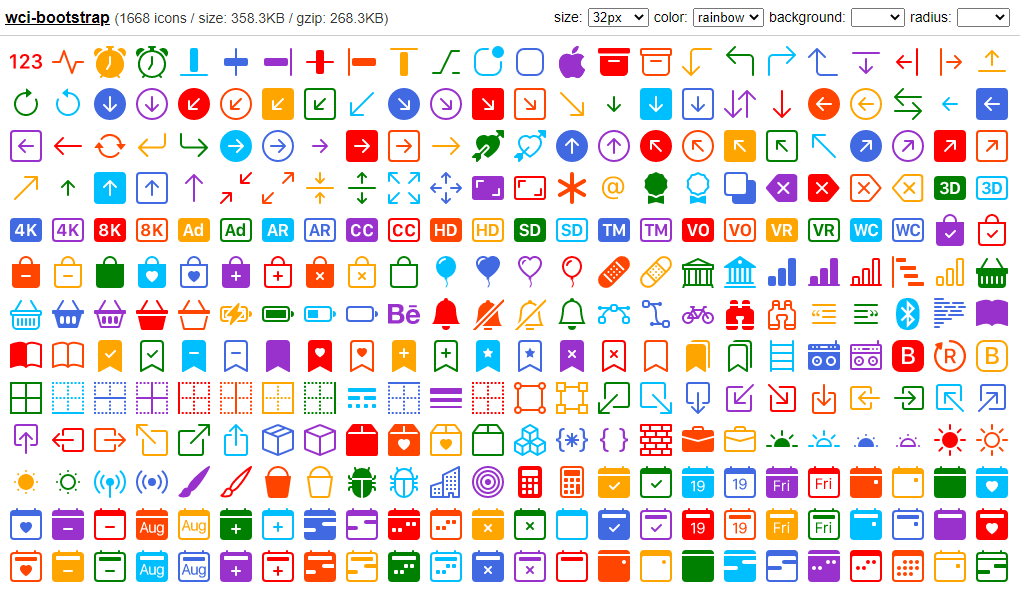 wci-bootstrap (1668 icons / size: 358.3KB / gzip: 268.3KB) size: 32px color: rainbow background: radius:
123
@ 3D 3D
4K 4K 8K 8K Ad Ad AR AR CC CC HD HD SD SD TM TM VO VO VR VR WC WC
Bē
B R B
19 19 Fri Fri
Aug Aug 19 19 Fri Fri
Aug Aug